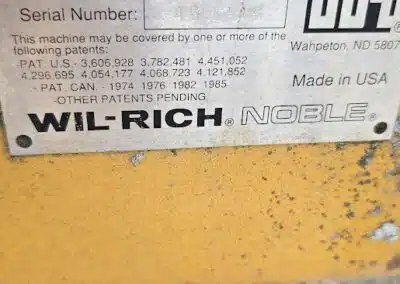 Serial Number:
This machine may be covered by one or more of the
following patents:
-PAT. U.S.- 3,606,928 3,782,481 4,451,052
4,296,695 4,054,177 4,068,723 4,121,852
- PAT. CAN. - 1974 1976 1982 1985
-OTHER PATENTS PENDING
Wahpeton, ND 5807
Made in USA
WIL-RICH® NOBLE®